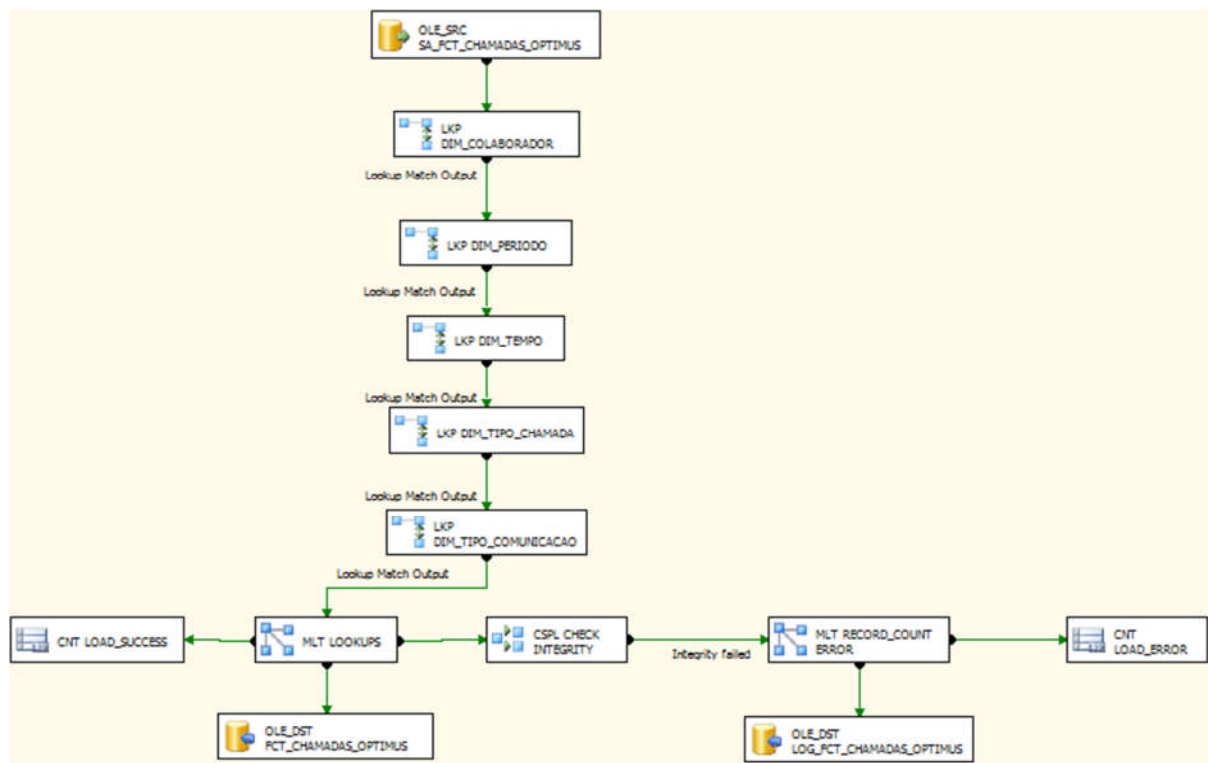 OLE_SRC
SA_FCT_CHAMADAS_OPTIMUS
LKP
DIM_COLABORADOR
Lookup Match Output
LKP DIM_PERIODO
Lookup Match Output
LKP DIM_TEMPO
Lookup Match Output
LKP DIM_TIPO_CHAMADA
Lookup Match Output
LKP
DIM_TIPO_COMUNICACAO
Lookup Match Output
CNT LOAD_SUCCESS
MLT LOOKUPS
CSPL CHECK
INTEGRITY
Integrity failed
MLT RECORD_COUNT
ERROR
CNT
LOAD_ERROR
OLE_DST
FCT_CHAMADAS_OPTIMUS
OLE_DST
LOG_FCT_CHAMADAS_OPTIMUS